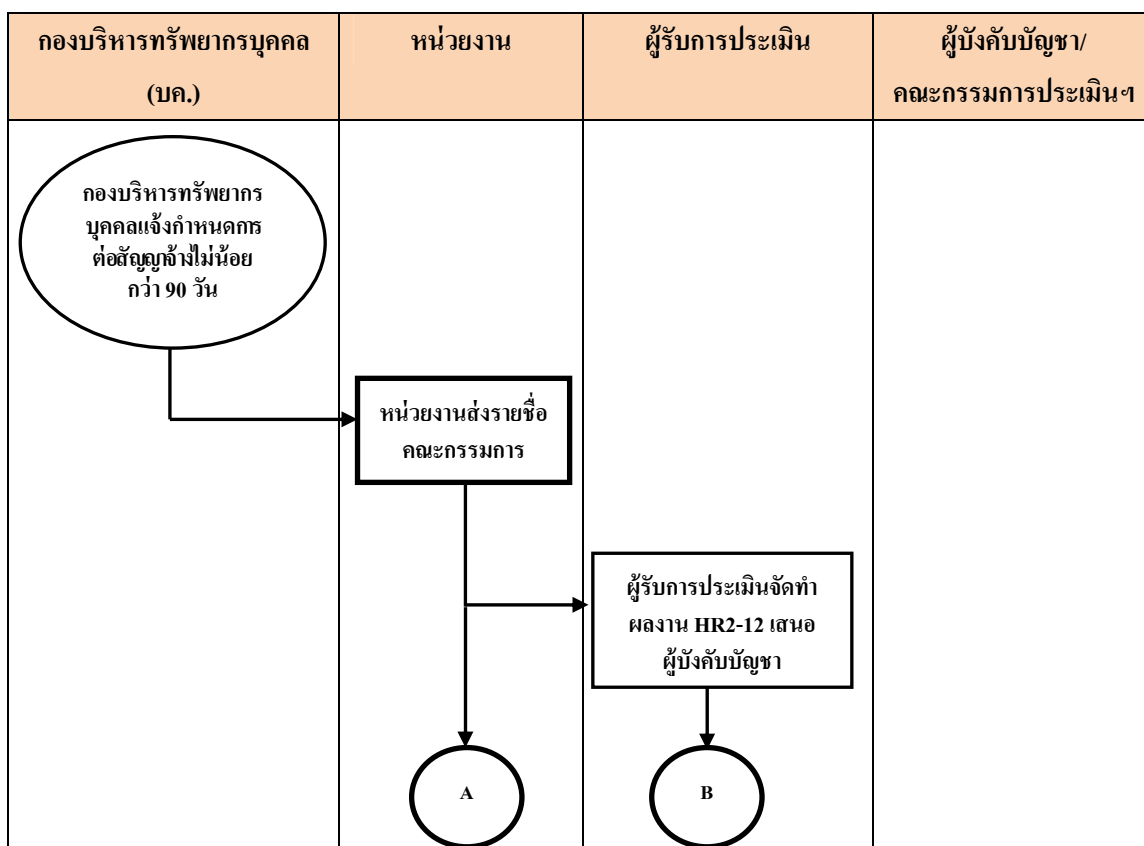 กองบริหารทรัพยากรบุคคล
(บค.)
หน่วยงาน
ผู้รับการประเมิน
ผู้บังคับบัญชา/
คณะกรรมการประเมินฯ
กองบริหารทรัพยากร
บุคคลแจ้งกำหนดการ
ต่อสัญญาจ้างไม่น้อย
กว่า 90 วัน
หน่วยงานส่งรายชื่อ
คณะกรรมการ
ผู้รับการประเมินจัดทำ
ผลงาน HR2-12 เสนอ
ผู้บังคับบัญชา
A
B